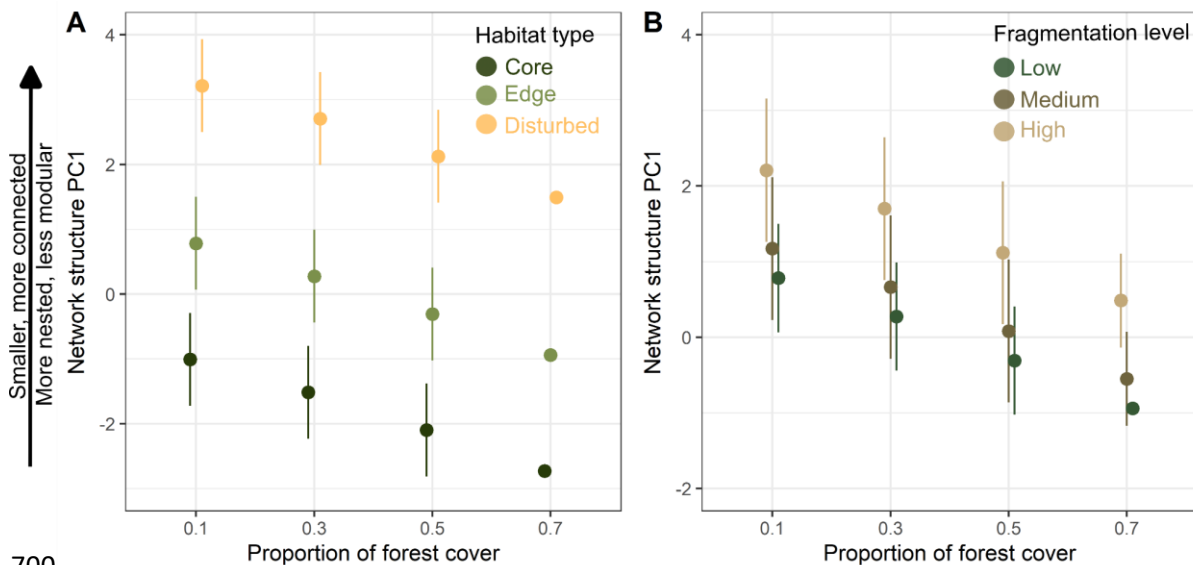 Smaller, more connected
More nested, less modular
A
Network structure PC1
4
2
0
-2
Habitat type
Core
Edge
Disturbed
0.1 0.3 0.5 0.7
Proportion of forest cover
B
Network structure PC1
4
2
0
-2
Fragmentation level
Low
Medium
High
0.1 0.3 0.5 0.7
Proportion of forest cover